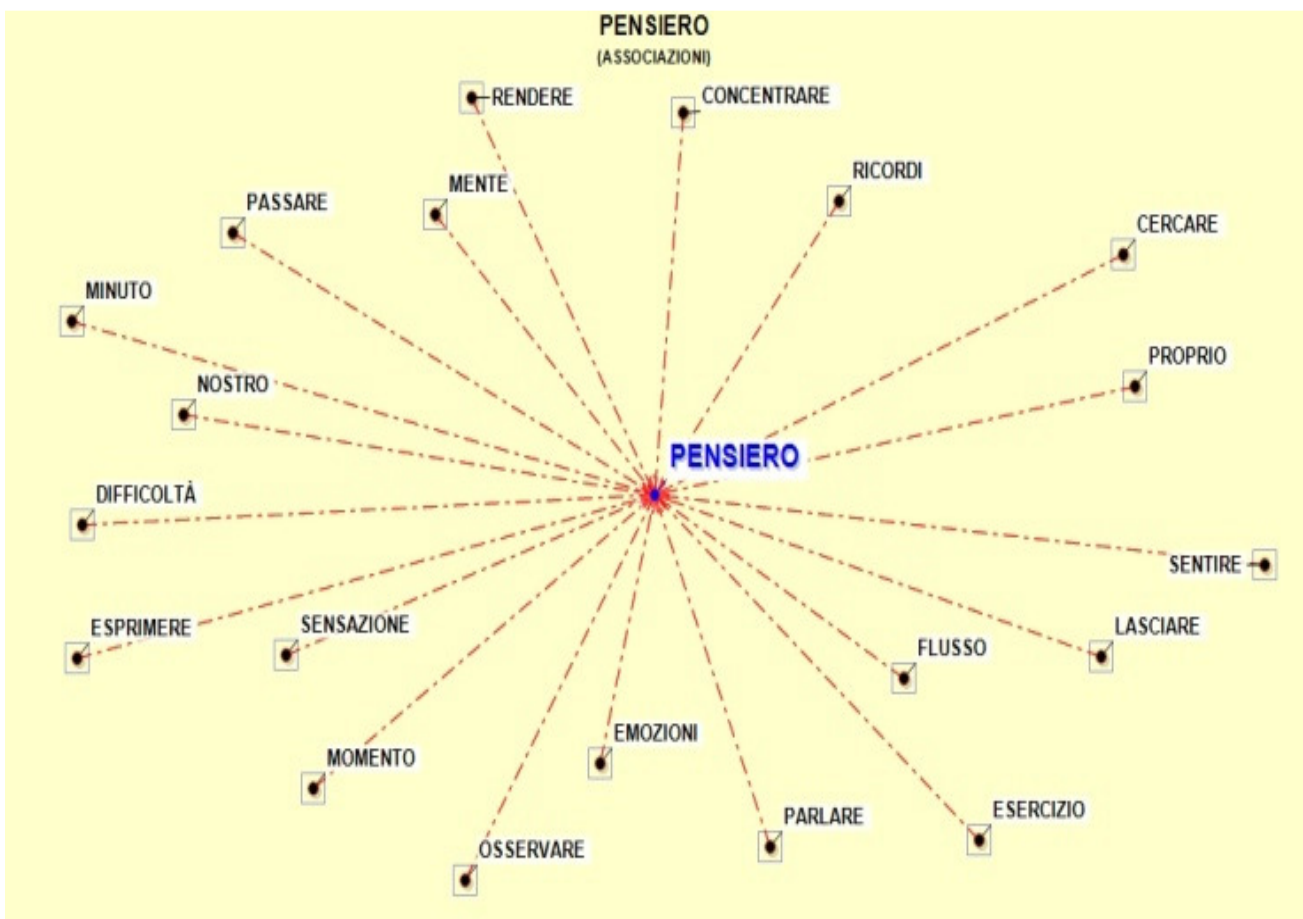 PENSIERO
(ASSOCIAZIONI)
RENDERE
CONCENTRARE
RICORDI
MENTE
PASSARE
CERCARE
MINUTO
PROPRIO
NOSTRO
PENSIERO
DIFFICOLTÀ
SENTIRE
ESPRIMERE
SENSAZIONE
LASCIARE
FLUSSO
EMOZIONI
MOMENTO
ESERCIZIO
PARLARE
OSSERVARE